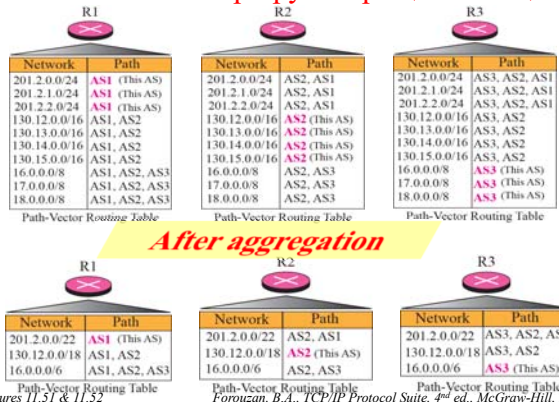 R1
Network Path
201.2.0.0/24 AS1 (This AS)
201.2.1.0/24 AS1 (This AS)
201.2.2.0/24 AS1 (This AS)
130.12.0.0/16 AS1, AS2
130.13.0.0/16 AS1, AS2
130.14.0.0/16 AS1, AS2
130.15.0.0/16 AS1, AS2
16.0.0.0/8 AS1, AS2, AS3
17.0.0.0/8 AS1, AS2, AS3
18.0.0.0/8 AS1, AS2, AS3
Path-Vector Routing Table
R2
Network Path
201.2.0.0/24 AS2, AS1
201.2.1.0/24 AS2, AS1
201.2.2.0/24 AS2, AS1
130.12.0.0/16 AS2 (This AS)
130.13.0.0/16 AS2 (This AS)
130.14.0.0/16 AS2 (This AS)
130.15.0.0/16 AS2 (This AS)
16.0.0.0/8 AS2, AS3
17.0.0.0/8 AS2, AS3
18.0.0.0/8 AS2, AS3
Path-Vector Routing Table
R3
Network Path
201.2.0.0/24 AS3, AS2, AS1
201.2.1.0/24 AS3, AS2, AS1
201.2.2.0/24 AS3, AS2, AS1
130.12.0.0/16 AS3, AS2
130.13.0.0/16 AS3, AS2
130.14.0.0/16 AS3, AS2
130.15.0.0/16 AS3, AS2
16.0.0.0/8 AS3 (This AS)
17.0.0.0/8 AS3 (This AS)
18.0.0.0/8 AS3 (This AS)
Path-Vector Routing Table
After aggregation
R1
Network Path
201.2.0.0/22 AS1 (This AS)
130.12.0.0/18 AS1, AS2
16.0.0.0/6 AS1, AS2, AS3
Path-Vector Routing Table
R2
Network Path
201.2.0.0/22 AS2, AS1
130.12.0.0/18 AS2 (This AS)
16.0.0.0/6 AS2, AS3
Path-Vector Routing Table
R3
Network Path
201.2.0.0/22 AS3, AS2, AS
130.12.0.0/18 AS3, AS2
16.0.0.0/6 AS3 (This AS)
Path-Vector Routing Table
ures 11.51 & 11.52
Forouzan, B.A., TCP/IP Protocol Suite, 4nd ed., McGraw-Hill,